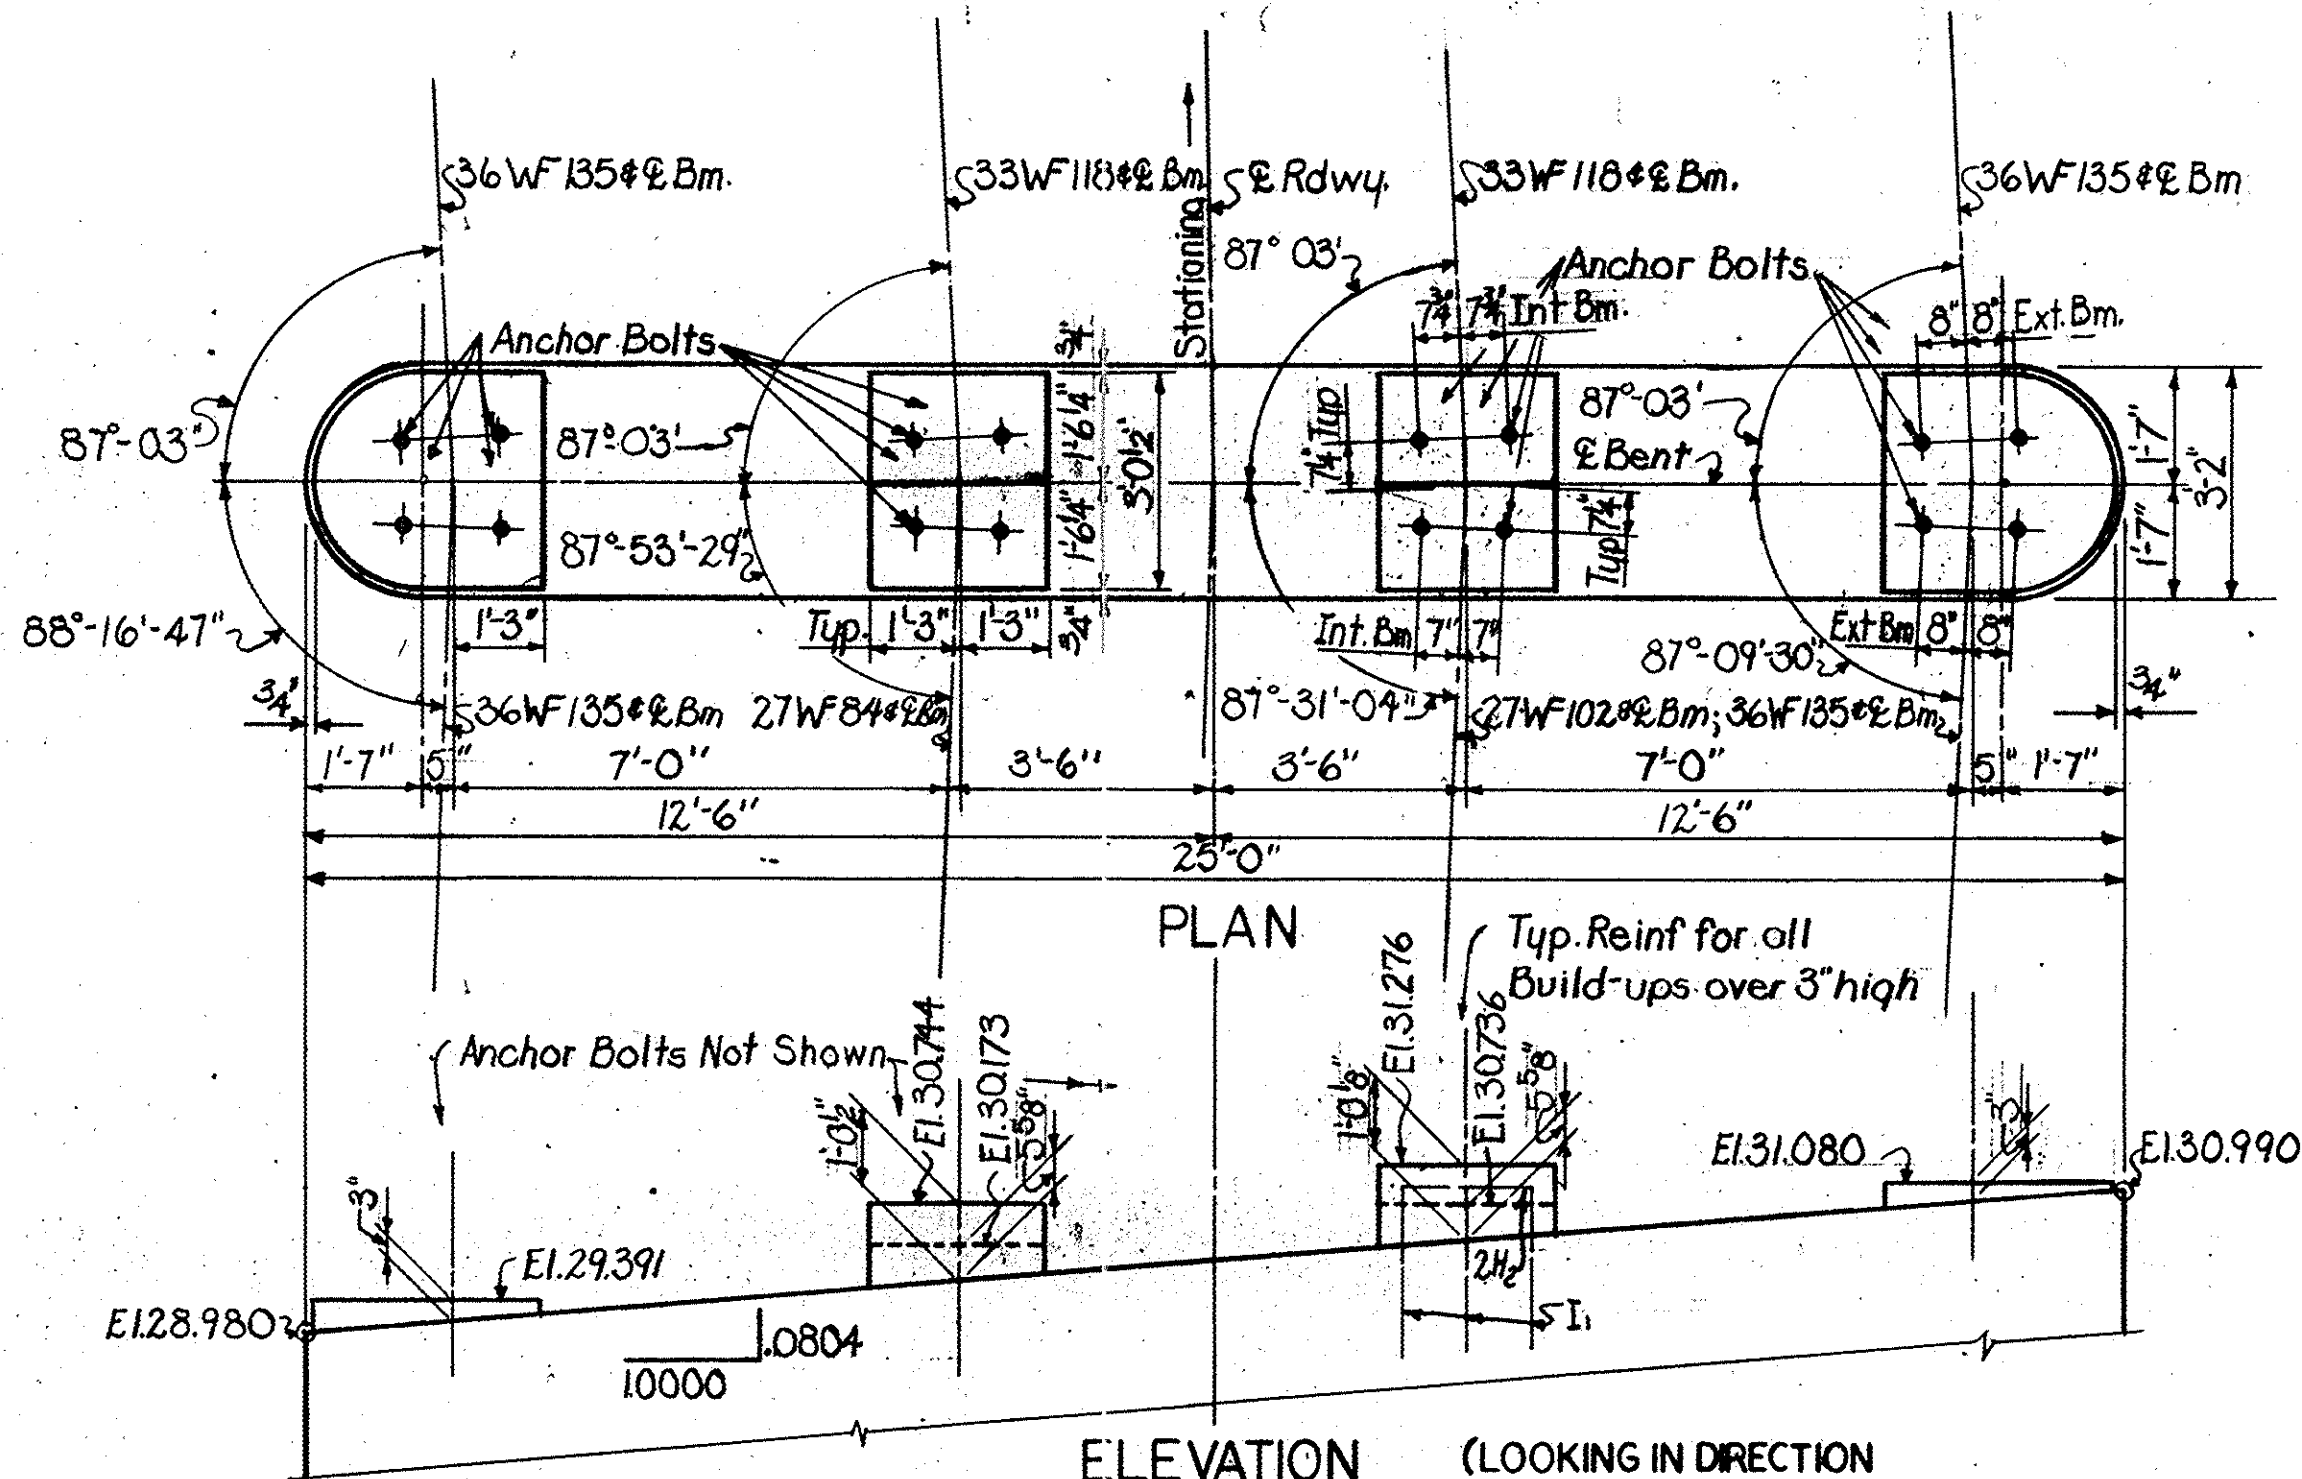 36WF135 & ℄ Bm.
33WF118 & ℄ Bm
℄ Rdwy.
33WF118 & ℄ Bm.
36WF135 & ℄ Bm
Stationing
87° 03'
Anchor Bolts
7¾" 7¾" Int Bm.
8" 8" Ext. Bm.
Anchor Bolts
¾"
87°-03"
87°-03'
1'-6¼"
3'-0½"
7¼" Typ
87°-03'
℄ Bent
1'-7"
3'-2"
87°-53'-29"
1'-6¼"
Typ 7¼"
1'-7"
88°-16'-47"
1'-3"
Typ. 1'-3" 1'-3"
¾"
Int. Bm 7" 7"
87°-09'-30"
Ext Bm 8" 8"
¾"
36WF135 & ℄ Bm
27WF84 & ℄ Bm
87°-31'-04"
27WF102 & ℄ Bm; 36WF135 & ℄ Bm
¾"
1'-7" 5" 7'-0" 3'-6" 3'-6" 7'-0" 5" 1'-7"
12'-6" 12'-6"
25'-0"
PLAN
Typ. Reinf for all
Build-ups over 3" high
Anchor Bolts Not Shown
El.30.744
El.30.173
El.31.276
El.30.736
1'-0½"
5⅝"
1'-0⅛"
5⅝"
El.31.080
3"
El.30.990
3"
El.29.391
2H₂
El.28.980
I₁
.0804
1.0000
ELEVATION (LOOKING IN DIRECTION